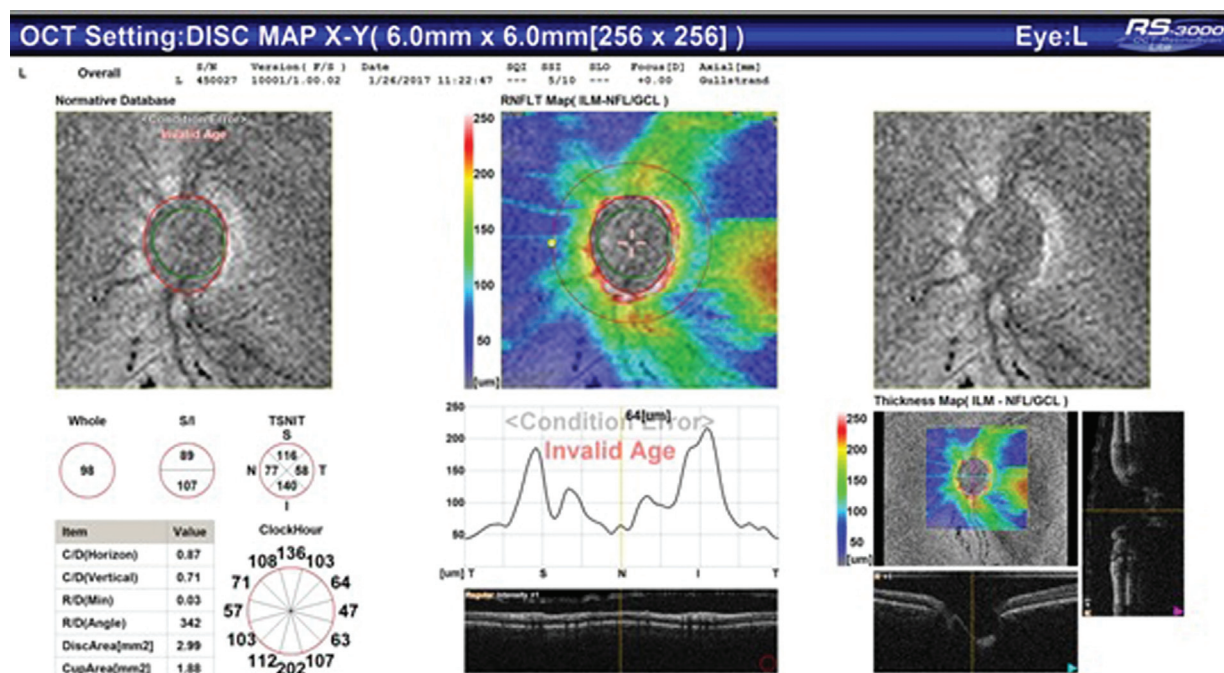 OCT Setting:DISC MAP X-Y( 6.0mm x 6.0mm[256 x 256] ) Eye:L RS-3000
Lite
L Overall S/N Version( F/S ) Date SQI SSI SLO Focus[D] Axial[mm]
L 450027 10001/1.00.02 1/26/2017 11:22:47 --- 5/10 --- +0.00 Gullstrand
Normative Database
<Condition Error>
Invalid Age
RNFLT Map( ILM-NFL/GCL )
250
200
150
100
50
[um]
Whole S/I TSNIT
S
98
89
107
116
N 77 58 T
140
I
Item Value
C/D(Horizon) 0.87
C/D(Vertical) 0.71
R/D(Min) 0.03
R/D(Angle) 342
DiscArea[mm2] 2.99
CupArea[mm2] 1.88
ClockHour
136
108 103
71 64
57 47
103 63
112 107
202
64[um]
<Condition Error>
Invalid Age
250
200
150
100
50
[um] T S N I T
Thickness Map( ILM - NFL/GCL )
250
200
150
100
50
[um]